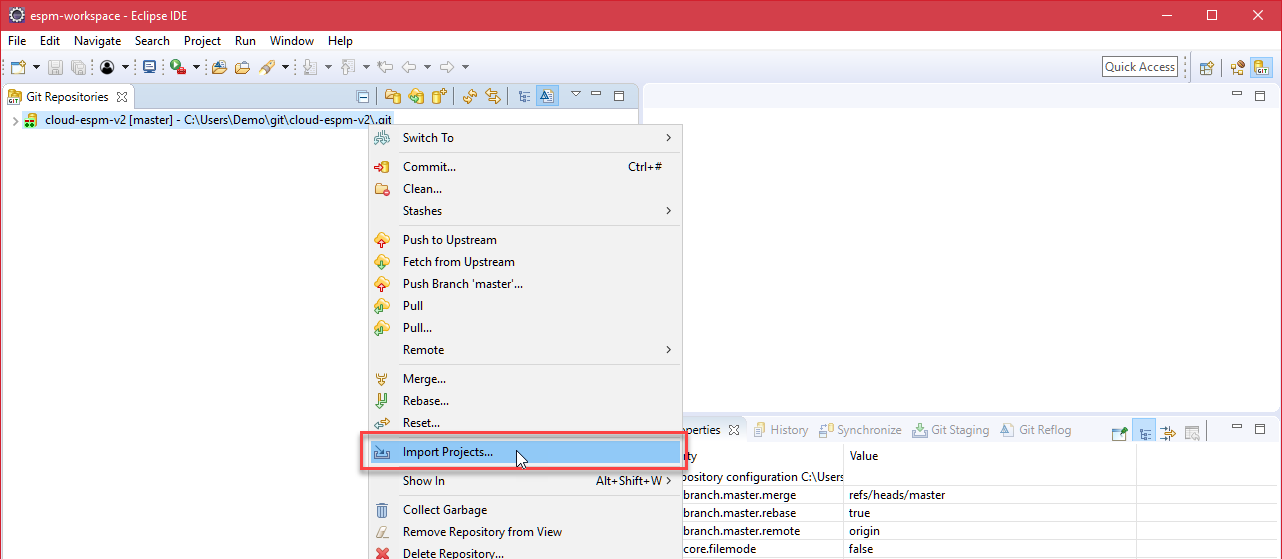 espm-workspace - Eclipse IDE
File Edit Navigate Search Project Run Window Help
Quick Access
Git Repositories
cloud-espm-v2 [master] - C:\Users\Demo\git\cloud-espm-v2\.git
Switch To
Commit... Ctrl+#
Clean...
Stashes
Push to Upstream
Fetch from Upstream
Push Branch 'master'...
Pull
Pull...
Remote
Merge...
Rebase...
Reset...
Import Projects...
Show In Alt+Shift+W
Collect Garbage
Remove Repository from View
Delete Repository...
perties History Synchronize Git Staging Git Reflog
ty Value
pository configuration C:\Users
branch.master.merge refs/heads/master
branch.master.rebase true
branch.master.remote origin
core.filemode false